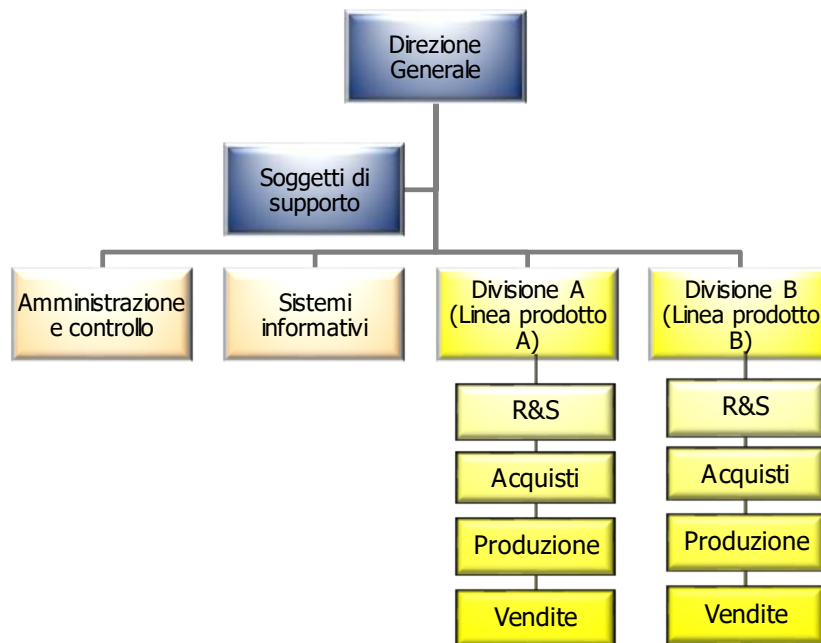 Direzione
Generale
Soggetti di
supporto
Amministrazione
e controllo
Sistemi
informativi
Divisione A
(Linea prodotto
A)
Divisione B
(Linea prodotto
B)
R&S
Acquisti
Produzione
Vendite
R&S
Acquisti
Produzione
Vendite